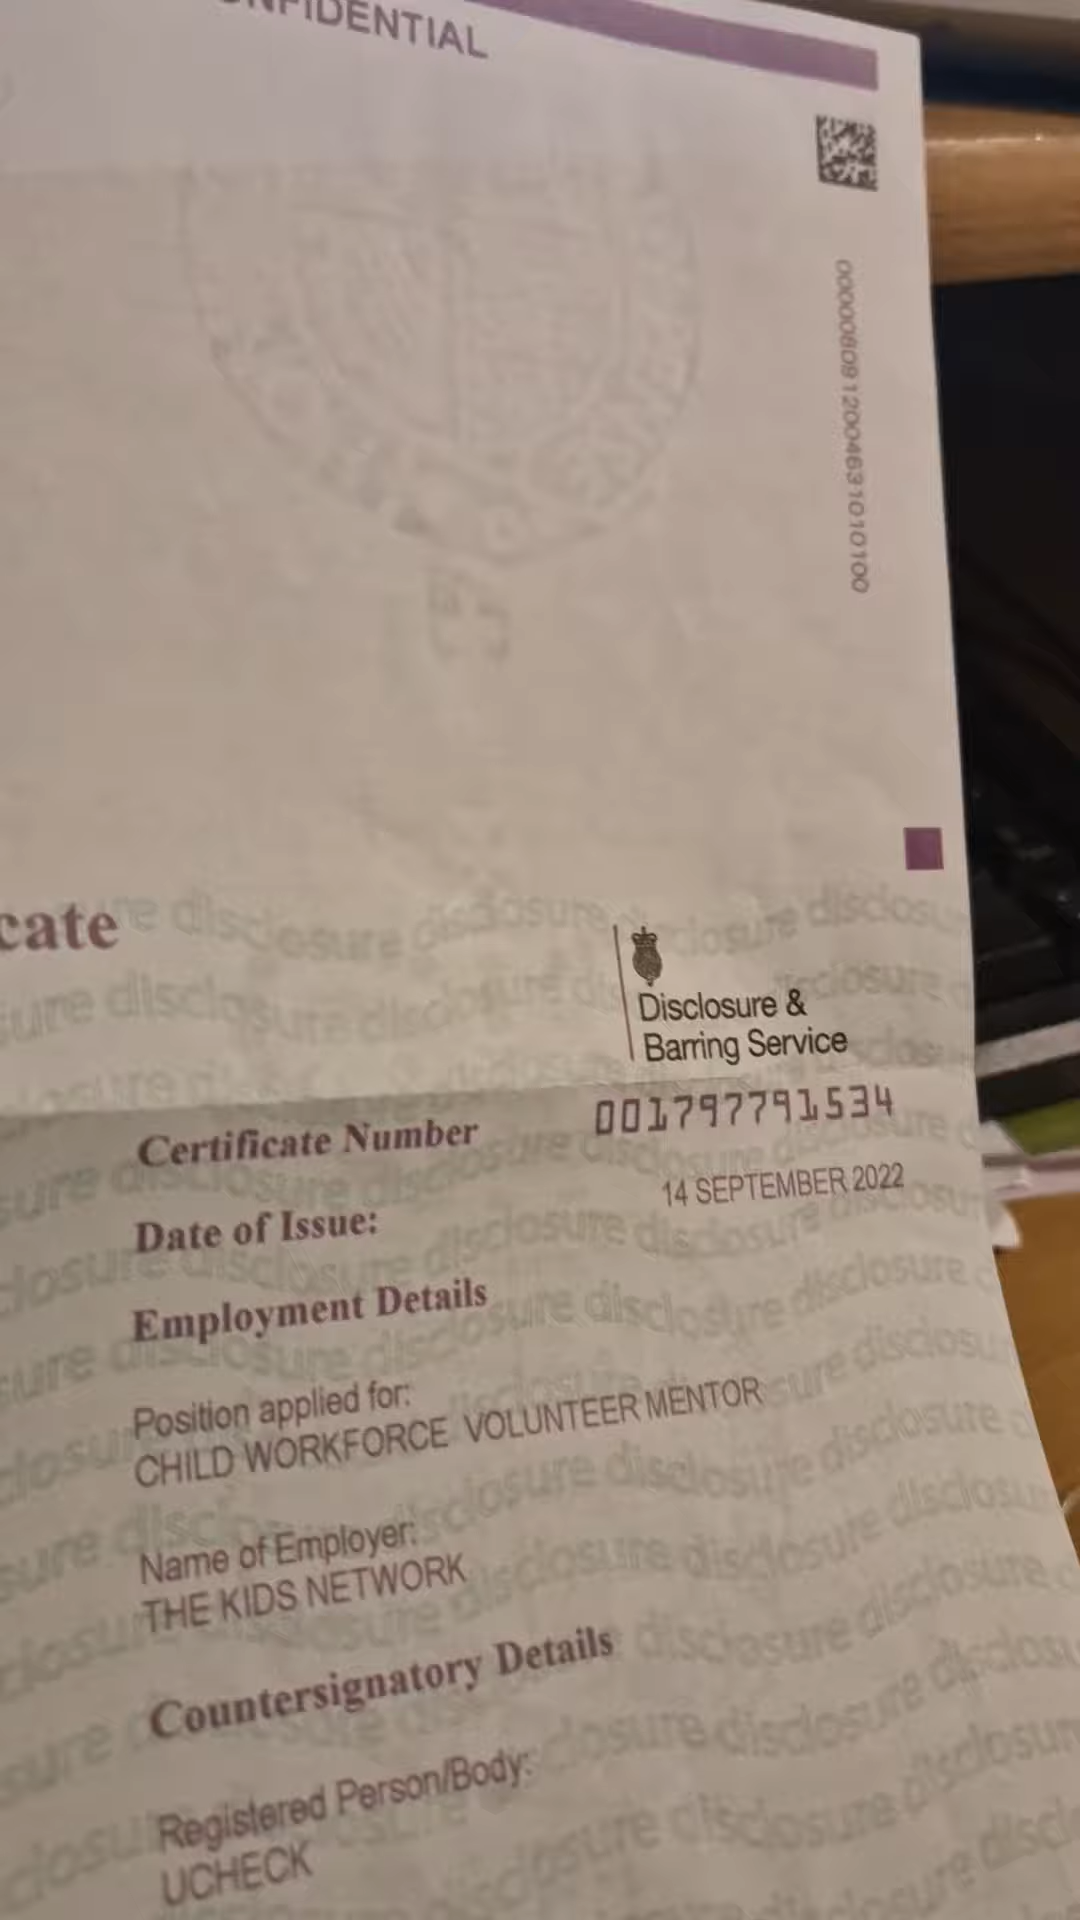 CONFIDENTIAL
0000080912004631010100
cate
Disclosure &
Barring Service
Certificate Number 001797791534
Date of Issue: 14 SEPTEMBER 2022
Employment Details
Position applied for:
CHILD WORKFORCE VOLUNTEER MENTOR
Name of Employer:
THE KIDS NETWORK
Countersignatory Details
Registered Person/Body:
UCHECK